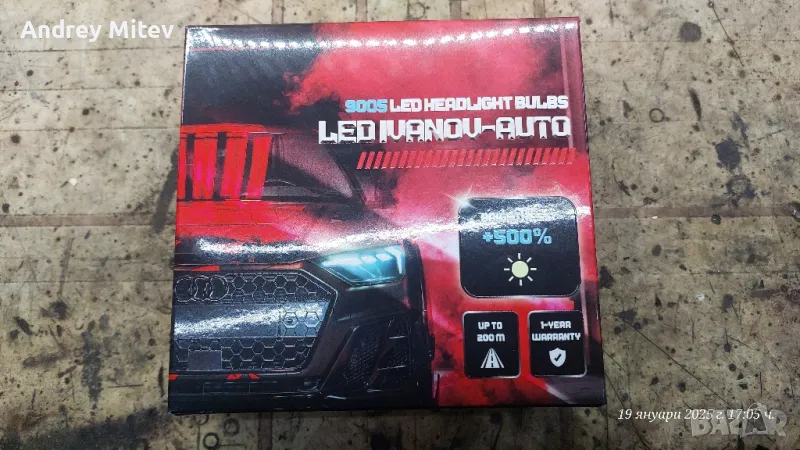 Andrey Mitev
9005 LED HEADLIGHT BULBS
LED IVANOV-AUTO
+500%
UP TO
200 M
1-YEAR
WARRANTY
19 януари 2025 г. 17:05 ч.
BAZAR